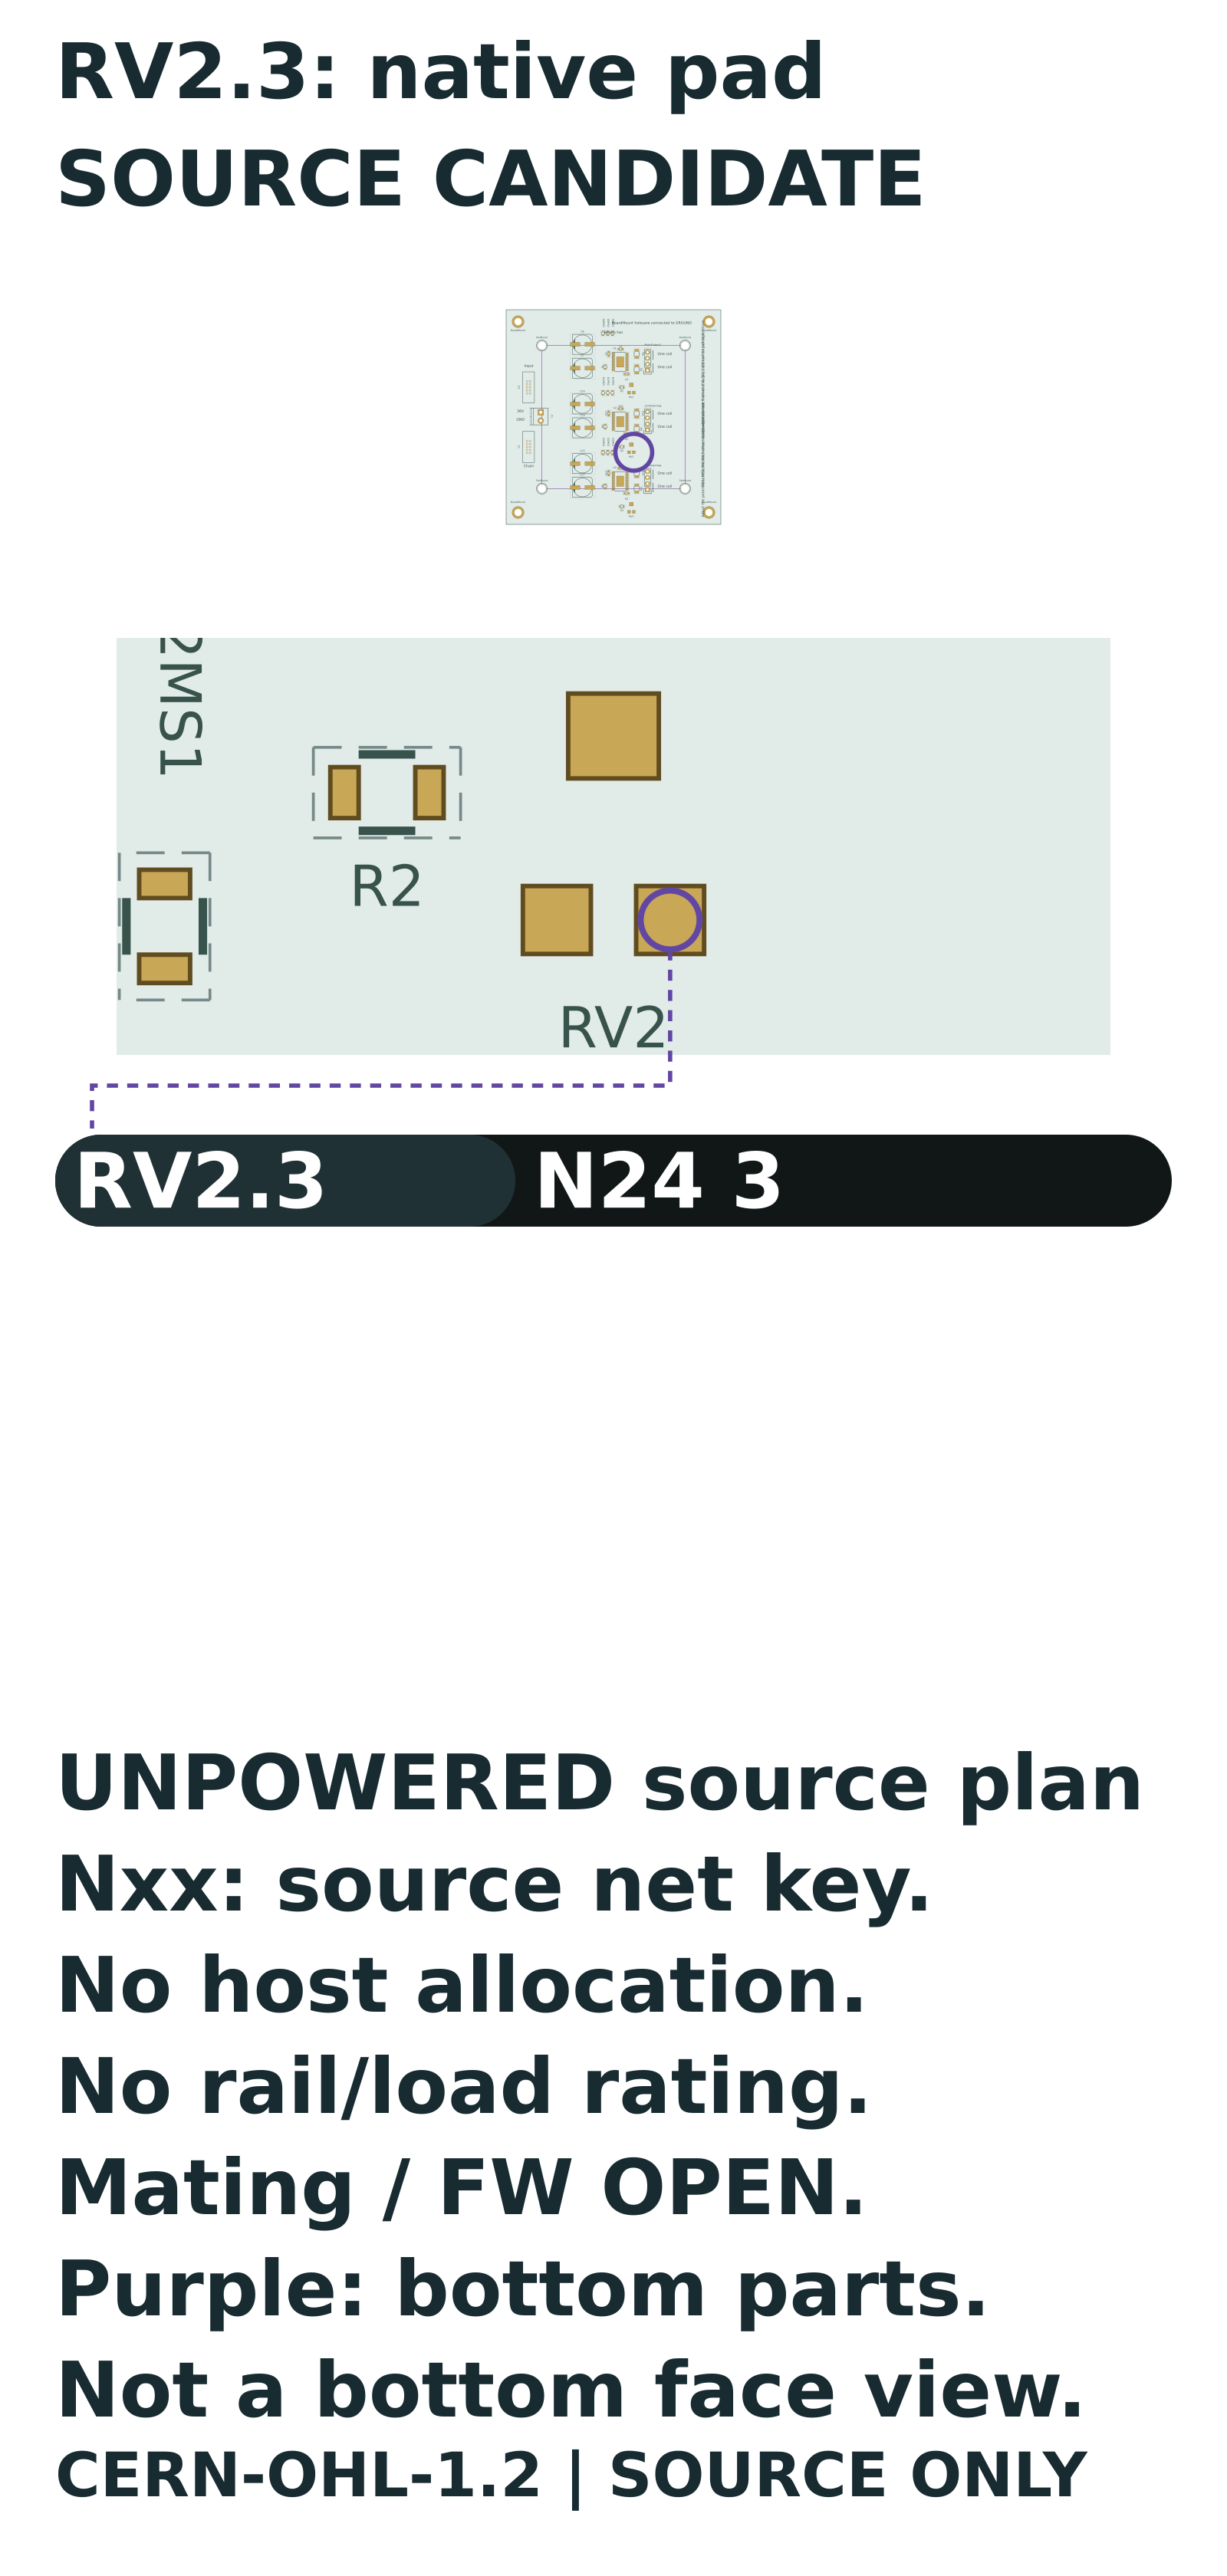 RV2.3: native pad
SOURCE CANDIDATE
2MS1
R2
RV2
RV2.3 N24 3
UNPOWERED source plan
Nxx: source net key.
No host allocation.
No rail/load rating.
Mating / FW OPEN.
Purple: bottom parts.
Not a bottom face view.
CERN-OHL-1.2 | SOURCE ONLY